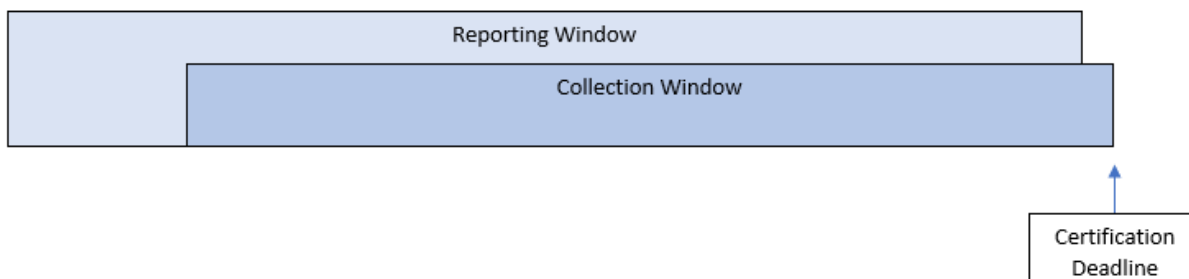 Reporting Window
Collection Window
Certification
Deadline